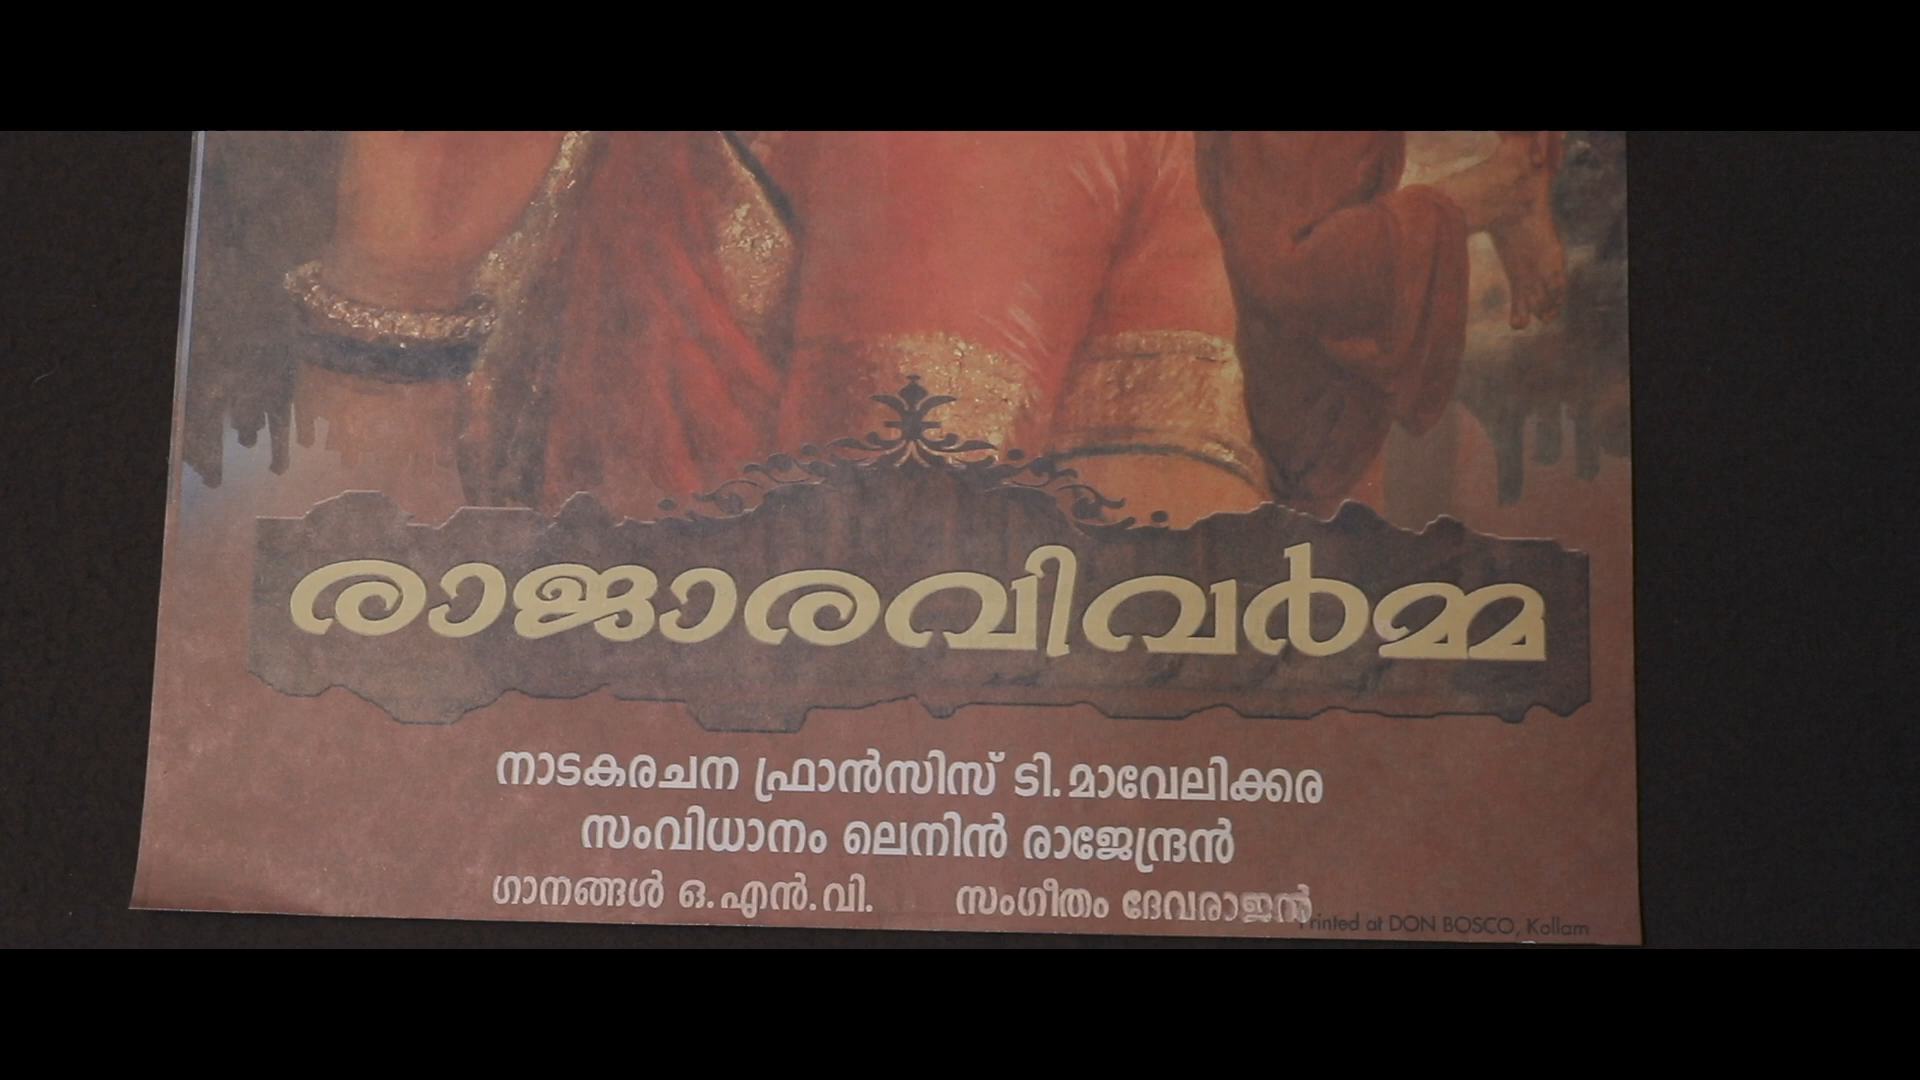 രാജാരവിവർമ്മ
നാടകരചന ഫ്രാൻസിസ് ടി. മാവേലിക്കര
സംവിധാനം ലെനിൻ രാജേന്ദ്രൻ
ഗാനങ്ങൾ ഒ. എൻ. വി. സംഗീതം ദേവരാജൻ
Printed at DON BOSCO, Kollam